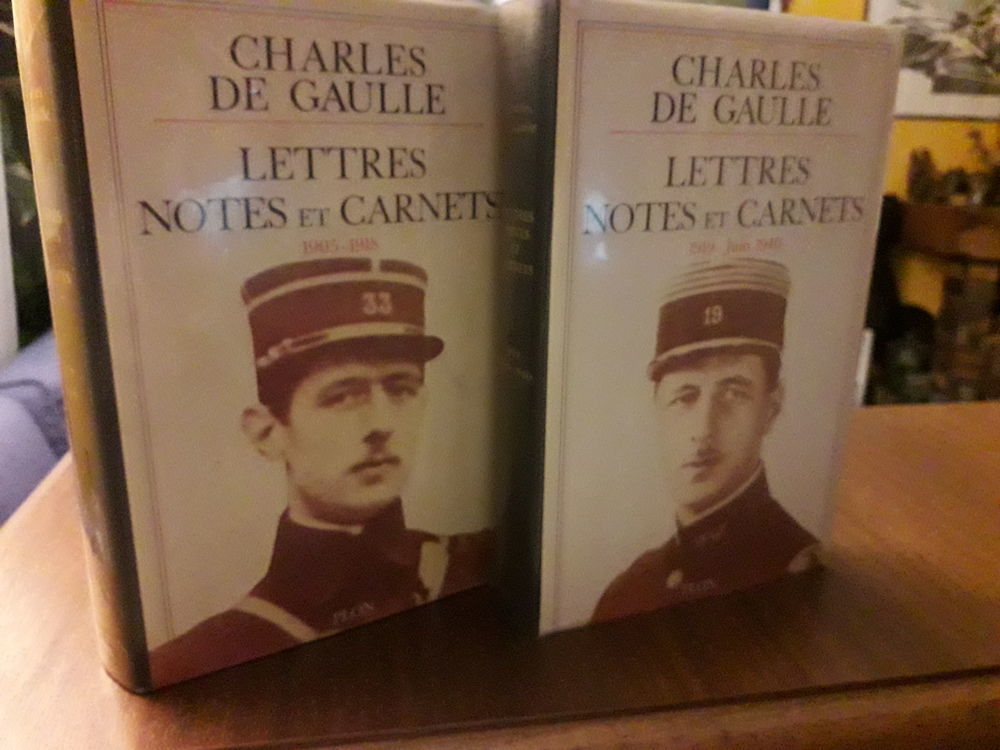 CHARLES
DE GAULLE
LETTRES
NOTES ET CARNETS
1905-1918
33
PLON
CHARLES
DE GAULLE
LETTRES
NOTES ET CARNETS
1919-Juin 1940
19
PLON